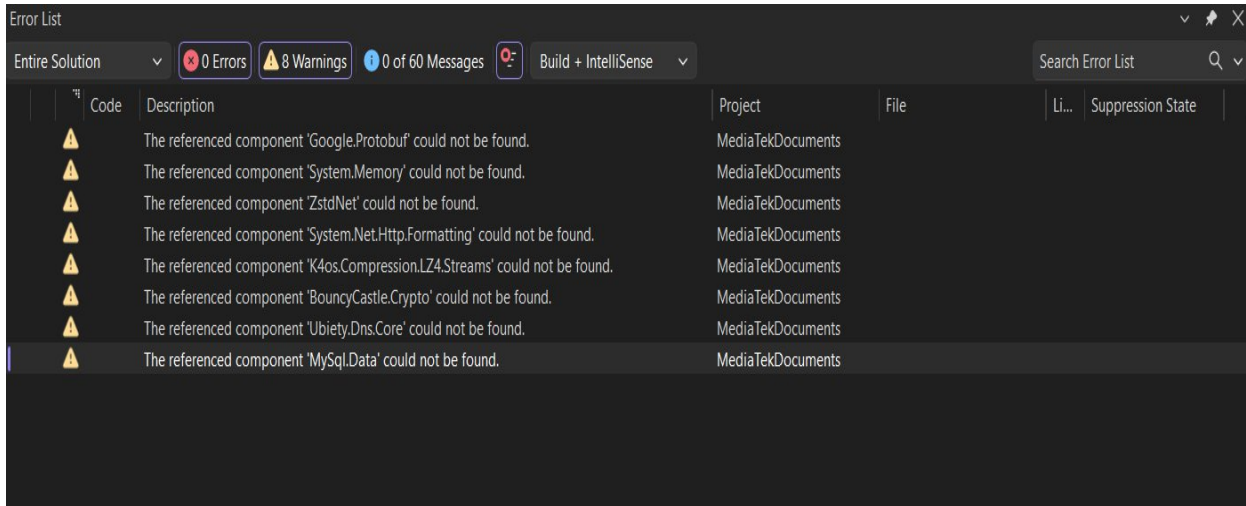 Error List
Entire Solution 0 Errors 8 Warnings 0 of 60 Messages Build + IntelliSense Search Error List
Code Description Project File Li... Suppression State
The referenced component 'Google.Protobuf' could not be found. MediaTekDocuments
The referenced component 'System.Memory' could not be found. MediaTekDocuments
The referenced component 'ZstdNet' could not be found. MediaTekDocuments
The referenced component 'System.Net.Http.Formatting' could not be found. MediaTekDocuments
The referenced component 'K4os.Compression.LZ4.Streams' could not be found. MediaTekDocuments
The referenced component 'BouncyCastle.Crypto' could not be found. MediaTekDocuments
The referenced component 'Ubiety.Dns.Core' could not be found. MediaTekDocuments
The referenced component 'MySql.Data' could not be found. MediaTekDocuments